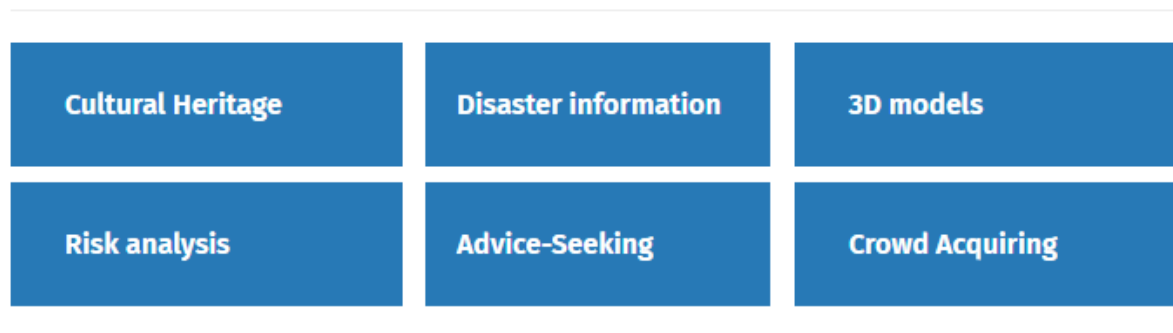 Cultural Heritage
Disaster information
3D models
Risk analysis
Advice-Seeking
Crowd Acquiring